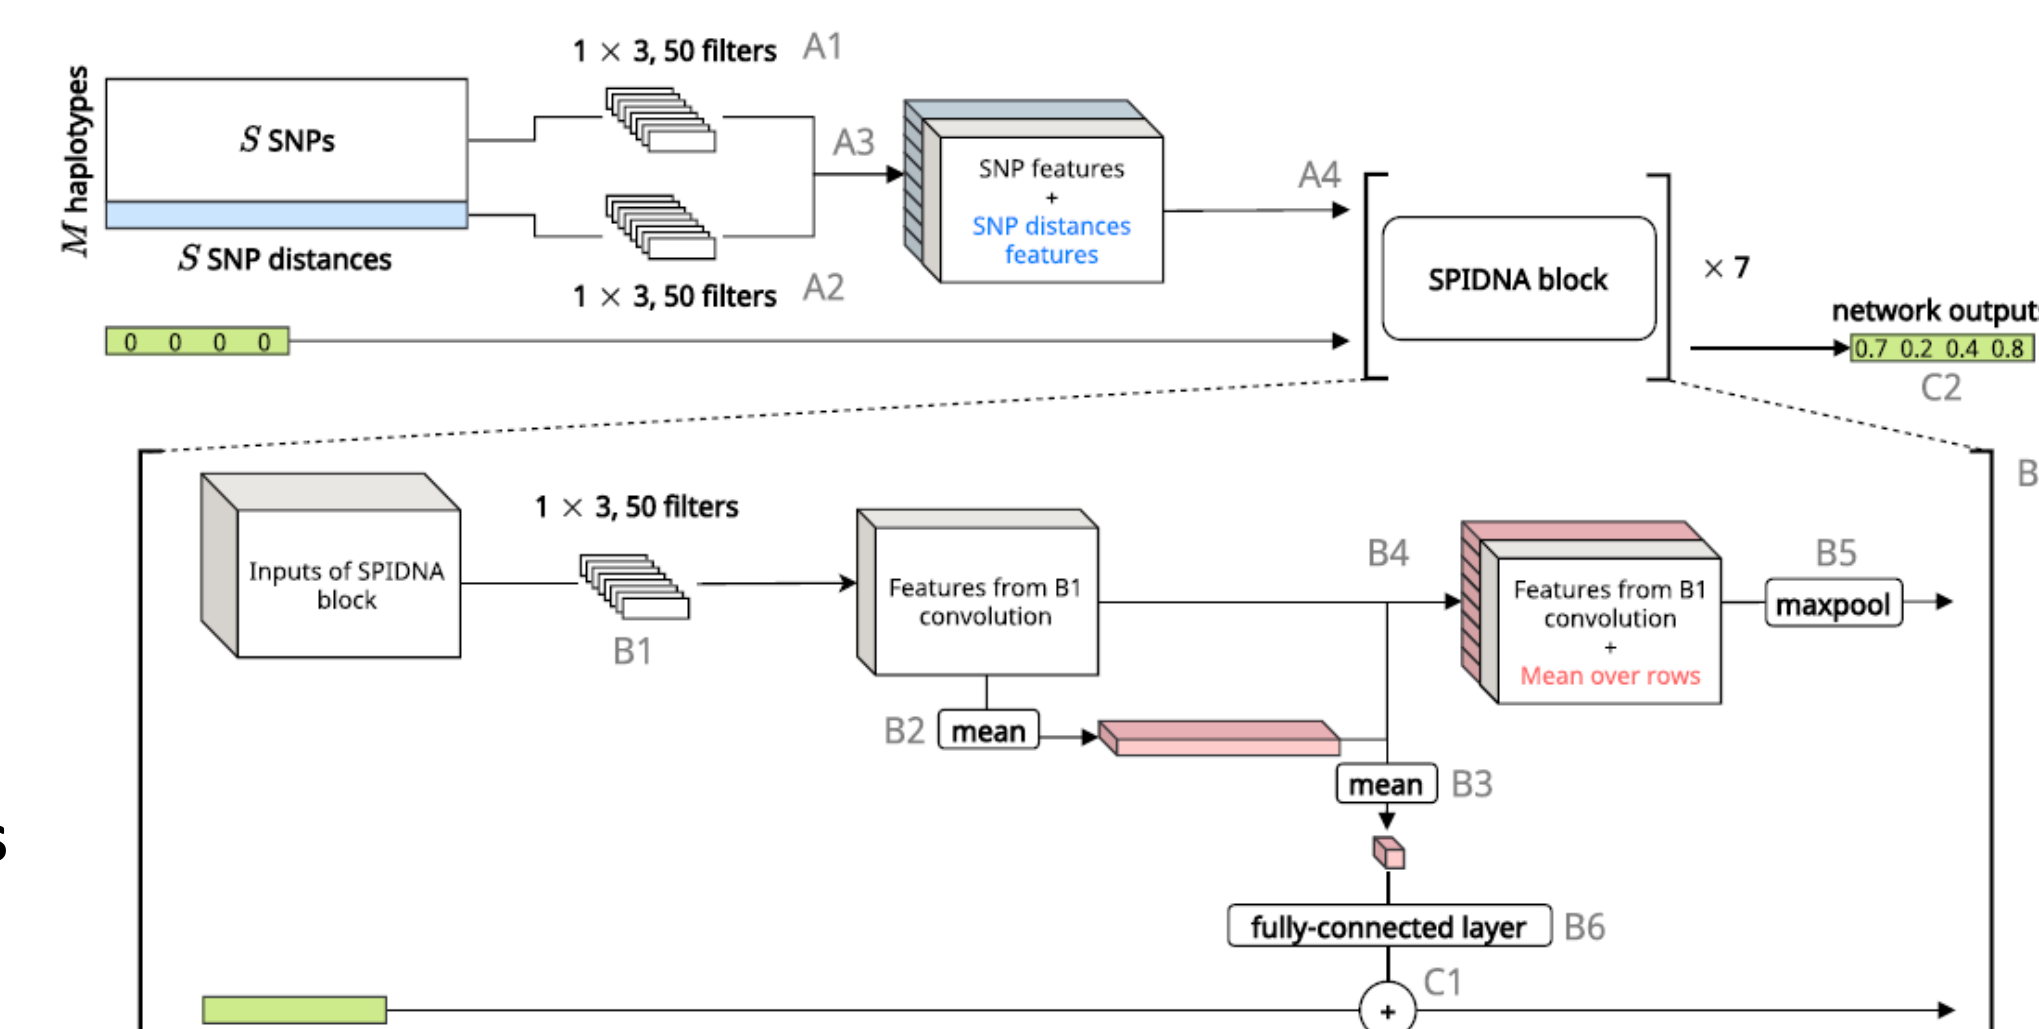 1 × 3, 50 filters A1
M haplotypes
S SNPs
A3
SNP features
+
SNP distances
features
A4
S SNP distances
1 × 3, 50 filters A2
SPIDNA block
× 7
0 0 0 0
network outputs
0.7 0.2 0.4 0.8
C2
B
1 × 3, 50 filters
Inputs of SPIDNA
block
B1
Features from B1
convolution
B4
Features from B1
convolution
+
Mean over rows
B5
maxpool
B2 mean
mean B3
s
fully-connected layer B6
C1
+